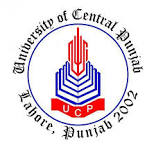 University of Central Punjab
UCP
Lahore, Punjab 2002